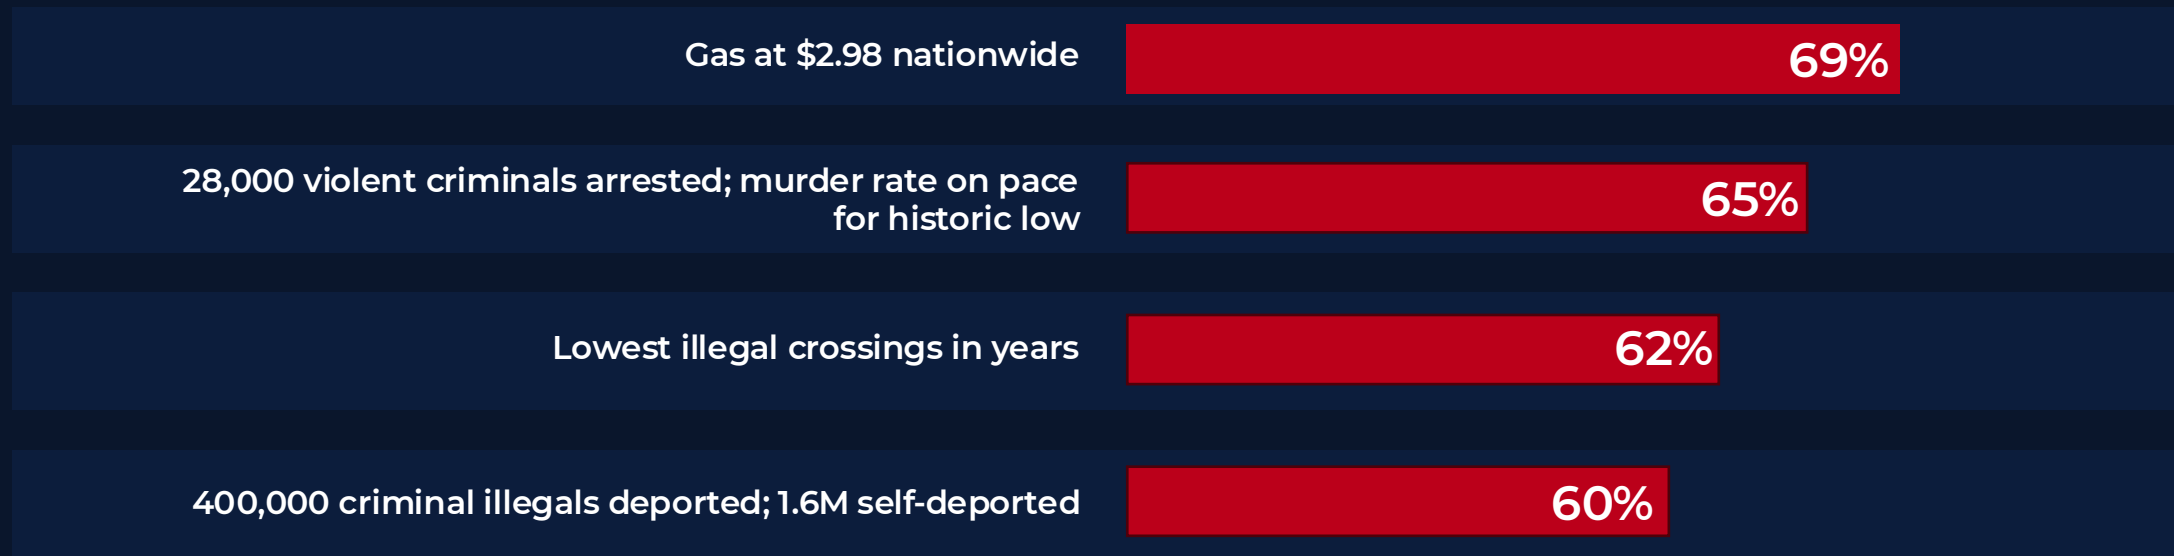 Gas at $2.98 nationwide
69%
28,000 violent criminals arrested; murder rate on pace
for historic low
65%
Lowest illegal crossings in years
62%
400,000 criminal illegals deported; 1.6M self-deported
60%